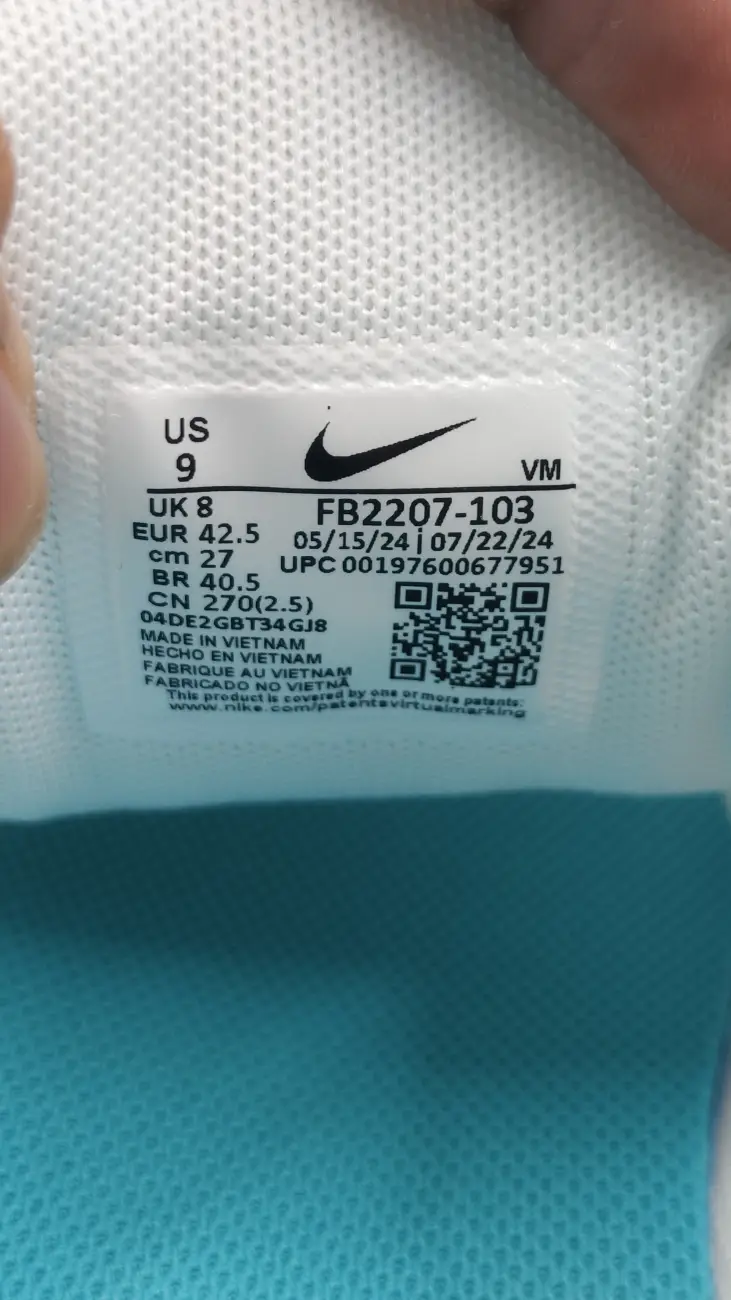 US
9
VM
UK 8
EUR 42.5
cm 27
BR 40.5
CN 270(2.5)
FB2207-103
05/15/24 | 07/22/24
UPC 00197600677951
04DE2GBT34GJ8
MADE IN VIETNAM
HECHO EN VIETNAM
FABRIQUE AU VIETNAM
FABRICADO NO VIETNÃ
This product is covered by one or more patents:
www.nike.com/patentsvirtualmarking